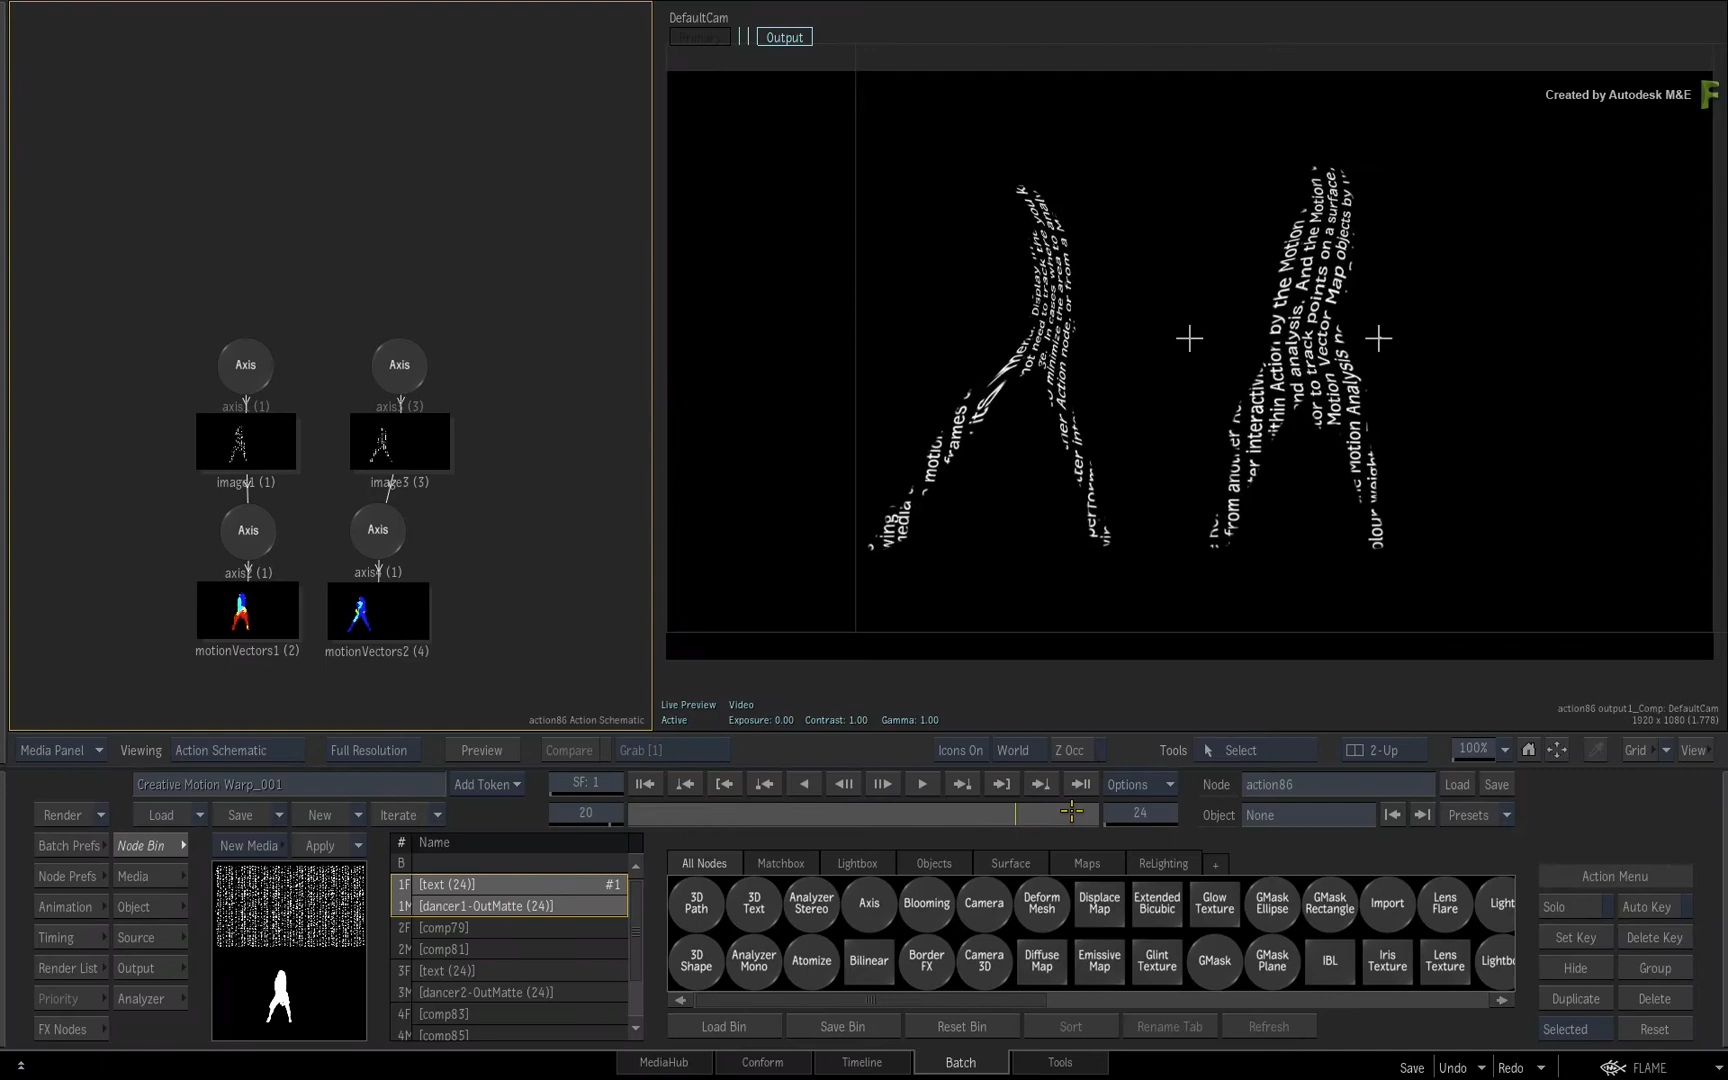 DefaultCam
Primary
Output
Created by Autodesk M&E
Axis
Axis
axis1 (1)
axis3 (3)
image1 (1)
image3 (3)
Axis
Axis
axis2 (1)
axis4 (1)
motionVectors1 (2)
motionVectors2 (4)
action86 Action Schematic
Live Preview
Video
Active
Exposure: 0.00
Contrast: 1.00
Gamma: 1.00
action86 output1_Comp: DefaultCam
1920 x 1080 (1.778)
Media Panel
Viewing
Action Schematic
Full Resolution
Preview
Compare
Grab [1]
Icons On
World
Z Occ
Tools
Select
2-Up
100%
Grid
View
Creative Motion Warp_001
Add Token
SF: 1
Options
Node
action86
Load
Save
Render
Load
Save
New
Iterate
20
24
Object
None
Presets
Batch Prefs
Node Bin
New Media
Apply
# Name
B
Node Prefs
Media
1F [text (24)] #1
Animation
Object
1M [dancer1-OutMatte (24)]
2F [comp79]
Timing
Source
2M [comp81]
Render List
Output
3F [text (24)]
Priority
Analyzer
3M [dancer2-OutMatte (24)]
4F [comp83]
FX Nodes
4M [comp85]
All Nodes
Matchbox
Lightbox
Objects
Surface
Maps
ReLighting
+
3D Path
3D Text
Analyzer Stereo
Axis
Blooming
Camera
Deform Mesh
Displace Map
Extended Bicubic
Glow Texture
GMask Ellipse
GMask Rectangle
Import
Lens Flare
Light
3D Shape
Analyzer Mono
Atomize
Bilinear
Border FX
Camera 3D
Diffuse Map
Emissive Map
Glint Texture
GMask
GMask Plane
IBL
Iris Texture
Lens Texture
Lightbo
Load Bin
Save Bin
Reset Bin
Sort
Rename Tab
Refresh
Action Menu
Solo
Auto Key
Set Key
Delete Key
Hide
Group
Duplicate
Delete
Selected
Reset
MediaHub
Conform
Timeline
Batch
Tools
Save
Undo
Redo
FLAME